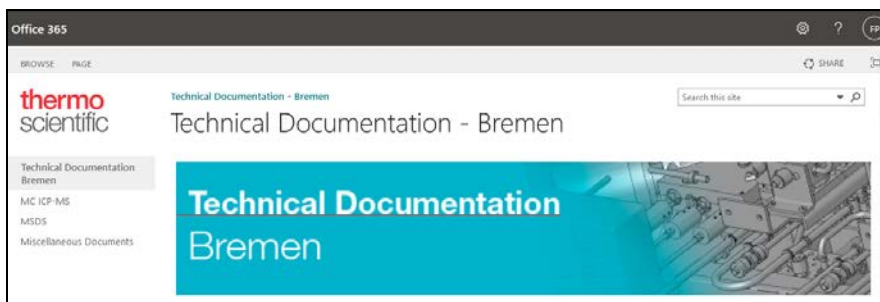 Office 365
?
FP
BROWSE PAGE
SHARE
thermo
scientific
Technical Documentation - Bremen
Technical Documentation - Bremen
Search this site
Technical Documentation
Bremen
MC ICP-MS
MSDS
Miscellaneous Documents
Technical Documentation
Bremen